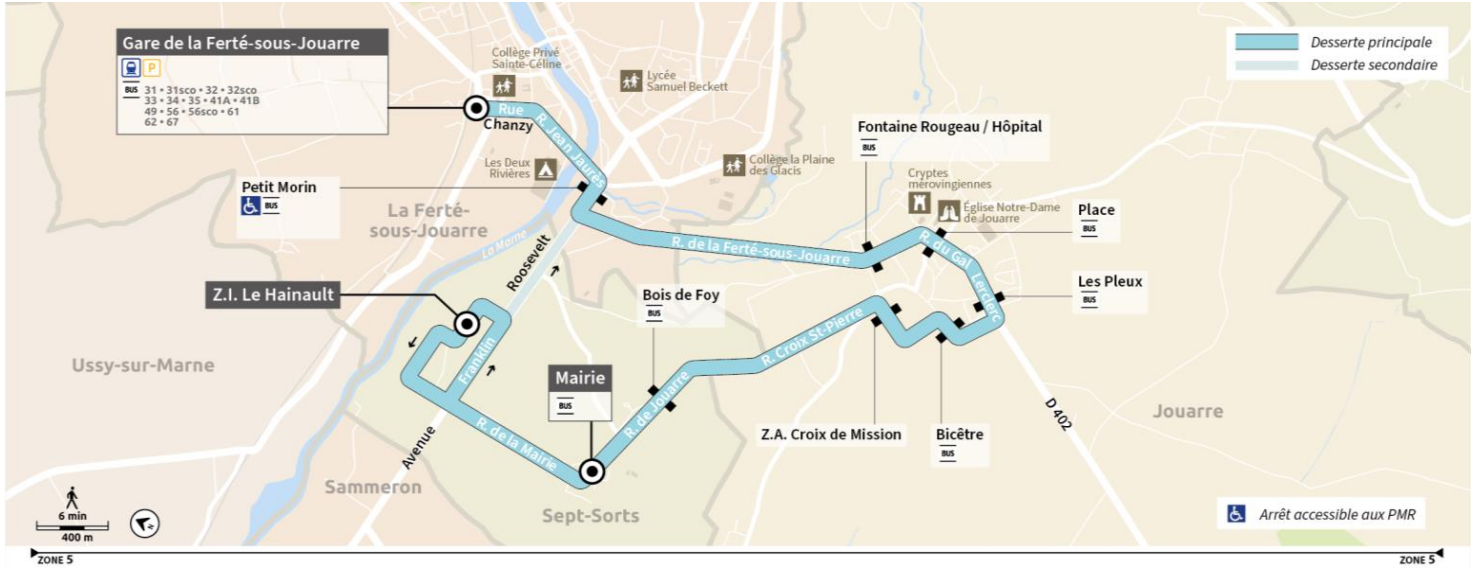 Gare de la Ferté-sous-Jouarre
P
BUS 31 • 31sco • 32 • 32sco
33 • 34 • 35 • 41A • 41B
49 • 56 • 56sco • 61
62 • 67
Collège Privé
Sainte-Céline
Lycée
Samuel Beckett
Desserte principale
Desserte secondaire
Rue
Chanzy
R. Jean Jaurès
Les Deux
Rivières
Collège la Plaine
des Glacis
Fontaine Rougeau / Hôpital
BUS
Petit Morin
BUS
La Ferté-
sous-Jouarre
La Marne
Cryptes
mérovingiennes
Église Notre-Dame
de Jouarre
Place
BUS
R. de la Ferté-sous-Jouarre
R. du Gal
Lerclerc
Roosevelt
Z.I. Le Hainault
Bois de Foy
BUS
Les Pleux
BUS
Franklin
R. Croix St-Pierre
Ussy-sur-Marne
Mairie
BUS
R. de Jouarre
D 402
Jouarre
Z.A. Croix de Mission
Bicêtre
BUS
R. de la Mairie
Avenue
Sammeron
Sept-Sorts
6 min
400 m
N
Arrêt accessible aux PMR
ZONE 5
ZONE 5